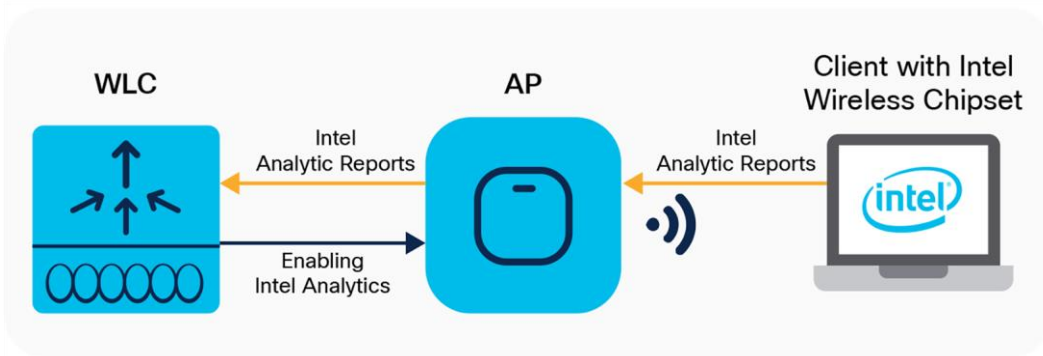 WLC
AP
Client with Intel
Wireless Chipset
Intel
Analytic Reports
Intel
Analytic Reports
Enabling
Intel Analytics
intel